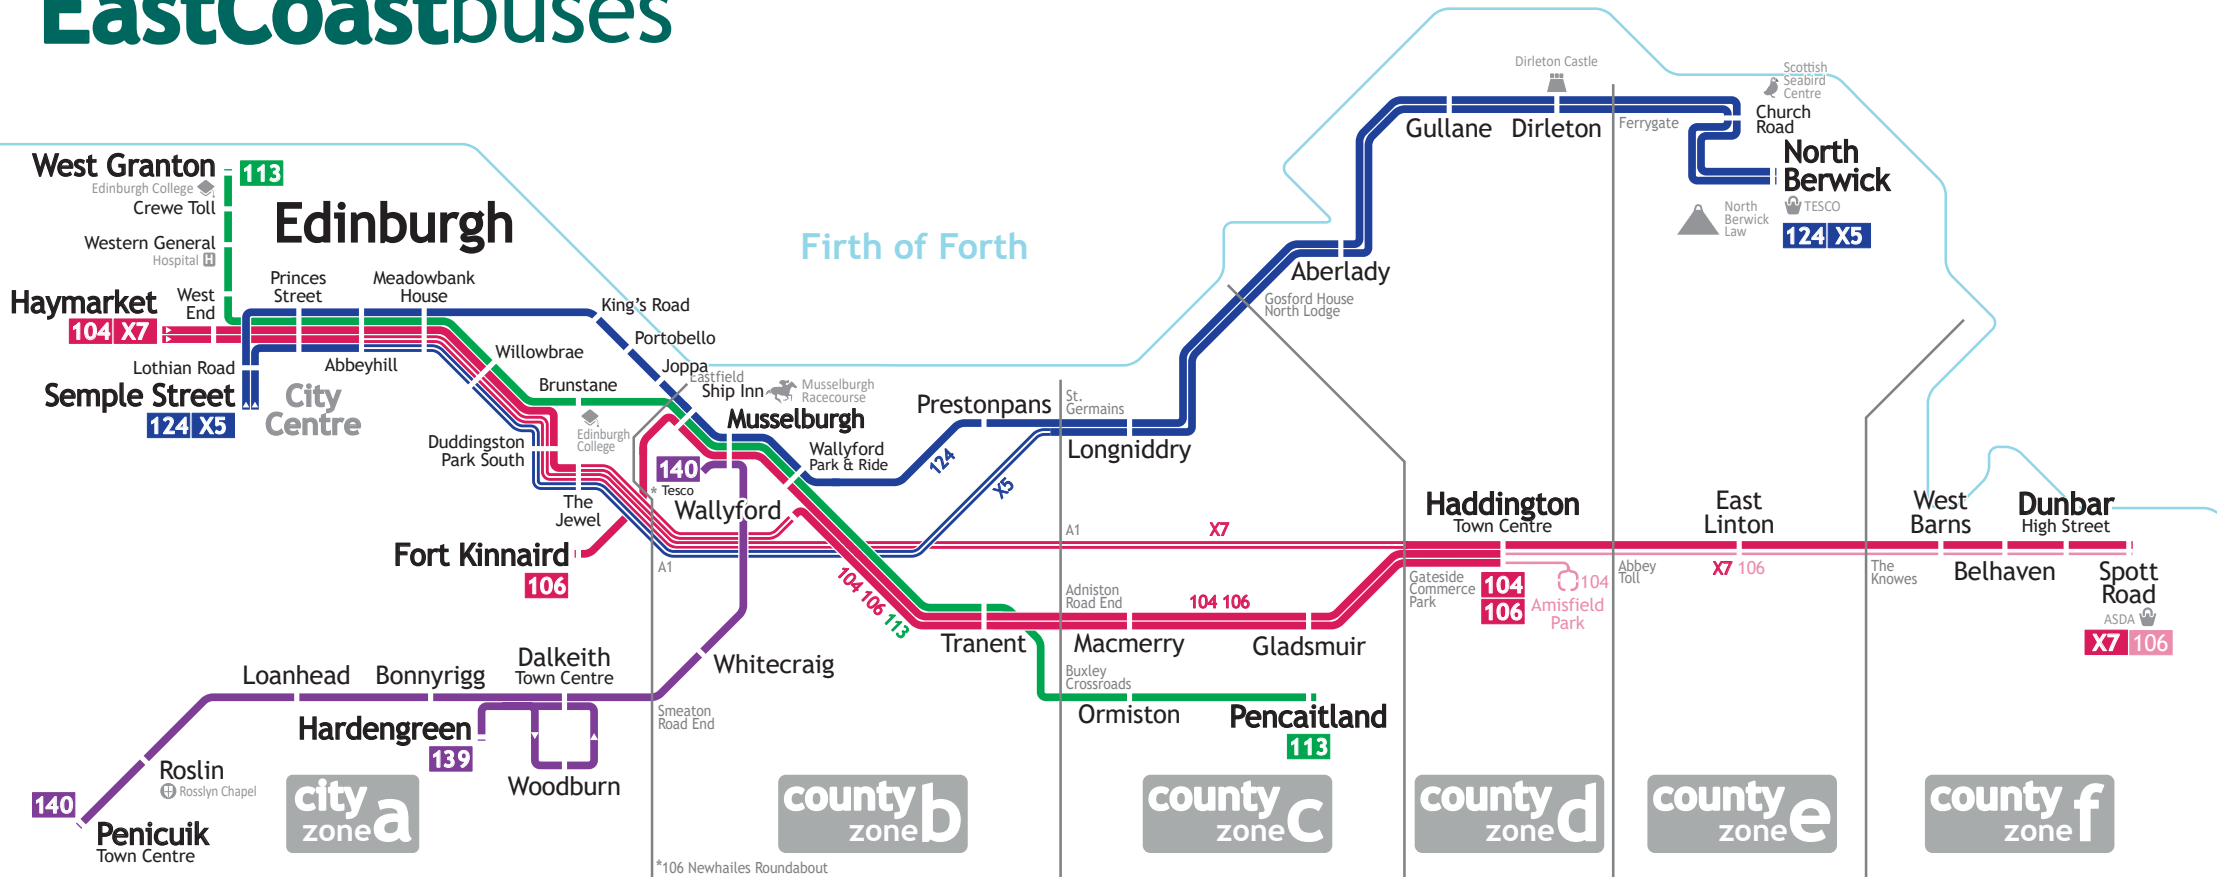 EastCoastbuses
West Granton
113
Edinburgh College
Crewe Toll
Western General
Hospital H
Edinburgh
Princes
Street
Meadowbank
House
West
End
Haymarket
104 X7
Lothian Road
Semple Street
124 X5
City
Centre
Abbeyhill
Willowbrae
Brunstane
Edinburgh
College
Duddingston
Park South
The
Jewel
Fort Kinnaird
106
King's Road
Portobello
Joppa
Eastfield
Ship Inn
Musselburgh
Racecourse
Musselburgh
140
* Tesco
Wallyford
Wallyford
Park & Ride
A1
Firth of Forth
Prestonpans
124
X5
St.
Germains
Longniddry
Gosford House
North Lodge
Aberlady
Gullane
Dirleton Castle
Dirleton
Ferrygate
Scottish
Seabird
Centre
Church
Road
North
Berwick
TESCO
124 X5
North
Berwick
Law
A1
X7
104 106 113
Tranent
Adniston
Road End
Macmerry
104 106
Gladsmuir
Buxley
Crossroads
Ormiston
Pencaitland
113
Haddington
Town Centre
Gateside
Commerce
Park
104
106
104
Amisfield
Park
East
Linton
Abbey
Toll
X7 106
The
Knowes
West
Barns
Belhaven
Dunbar
High Street
Spott
Road
ASDA
X7 106
Whitecraig
Smeaton
Road End
Dalkeith
Town Centre
Woodburn
Bonnyrigg
Hardengreen
139
Loanhead
Roslin
Rosslyn Chapel
140
Penicuik
Town Centre
city
zone a
county
zone b
county
zone c
county
zone d
county
zone e
county
zone f
*106 Newhailes Roundabout